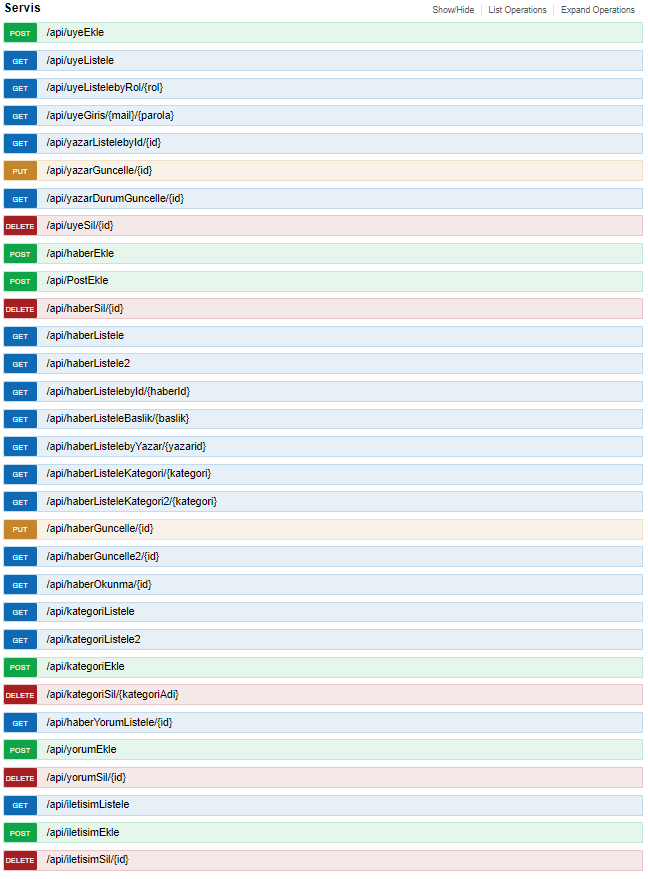 Servis Show/Hide List Operations Expand Operations
POST /api/uyeEkle
GET /api/uyeListele
GET /api/uyeListelebyRol/{rol}
GET /api/uyeGiris/{mail}/{parola}
GET /api/yazarListelebyId/{id}
PUT /api/yazarGuncelle/{id}
GET /api/yazarDurumGuncelle/{id}
DELETE /api/uyeSil/{id}
POST /api/haberEkle
POST /api/PostEkle
DELETE /api/haberSil/{id}
GET /api/haberListele
GET /api/haberListele2
GET /api/haberListelebyId/{haberId}
GET /api/haberListeleBaslik/{baslik}
GET /api/haberListelebyYazar/{yazarid}
GET /api/haberListeleKategori/{kategori}
GET /api/haberListeleKategori2/{kategori}
PUT /api/haberGuncelle/{id}
GET /api/haberGuncelle2/{id}
GET /api/haberOkunma/{id}
GET /api/kategoriListele
GET /api/kategoriListele2
POST /api/kategoriEkle
DELETE /api/kategoriSil/{kategoriAdi}
GET /api/haberYorumListele/{id}
POST /api/yorumEkle
DELETE /api/yorumSil/{id}
GET /api/iletisimListele
POST /api/iletisimEkle
DELETE /api/iletisimSil/{id}